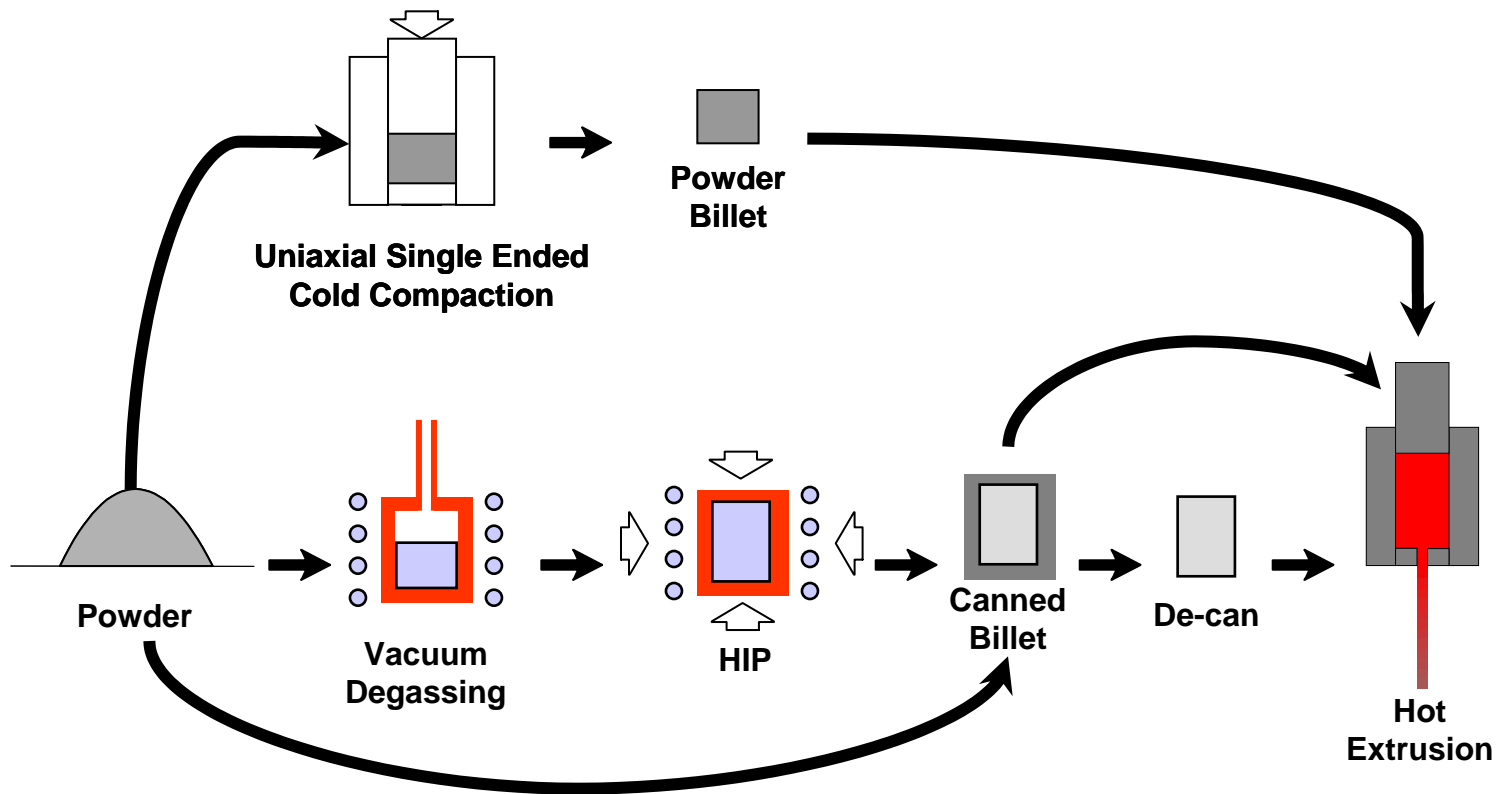 Uniaxial Single Ended
Cold Compaction
Powder
Billet
Powder
Vacuum
Degassing
HIP
Canned
Billet
De-can
Hot
Extrusion